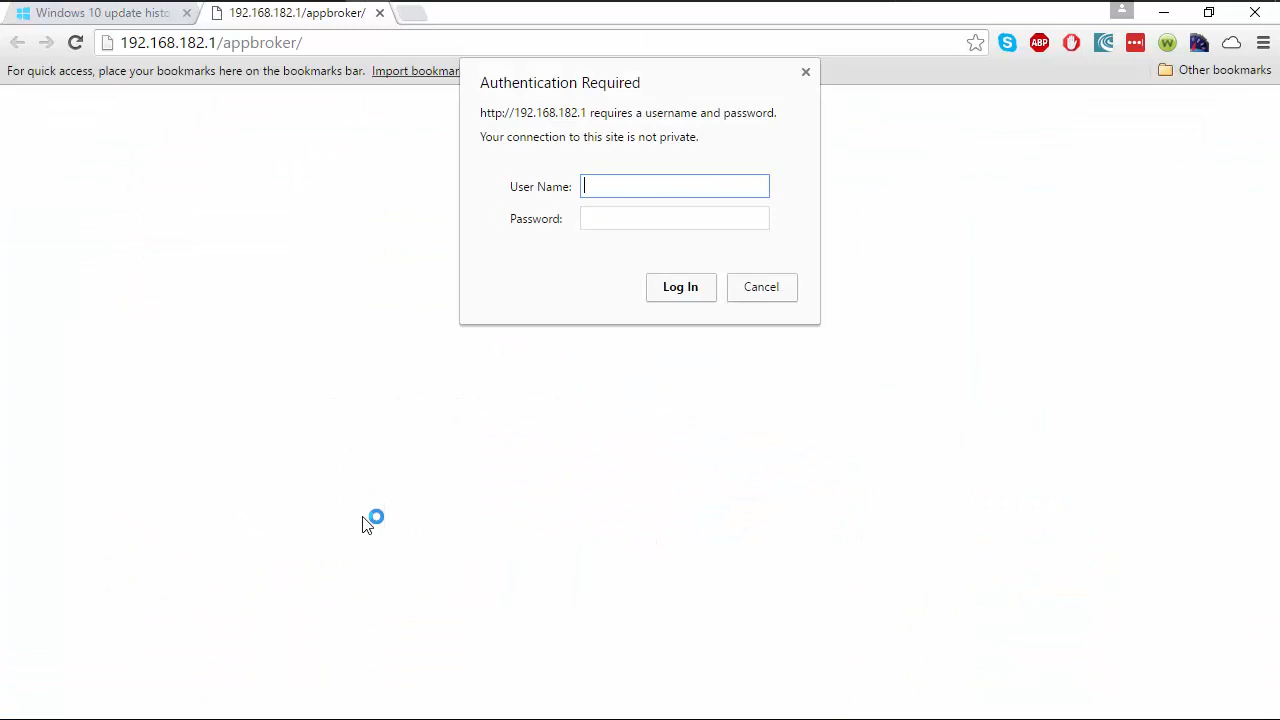 Windows 10 update histo
192.168.182.1/appbroker/
192.168.182.1/appbroker/
ABP
W
For quick access, place your bookmarks here on the bookmarks bar. Import bookmar
Other bookmarks
Authentication Required
http://192.168.182.1 requires a username and password.
Your connection to this site is not private.
User Name:
Password:
Log In
Cancel